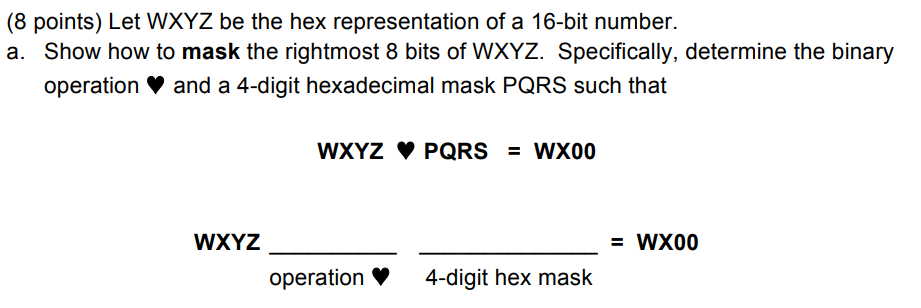 (8 points) Let WXYZ be the hex representation of a 16-bit number.
a. Show how to mask the rightmost 8 bits of WXYZ. Specifically, determine the binary
operation ♥ and a 4-digit hexadecimal mask PQRS such that
WXYZ ♥ PQRS = WX00
WXYZ __________ ______________ = WX00
operation ♥ 4-digit hex mask